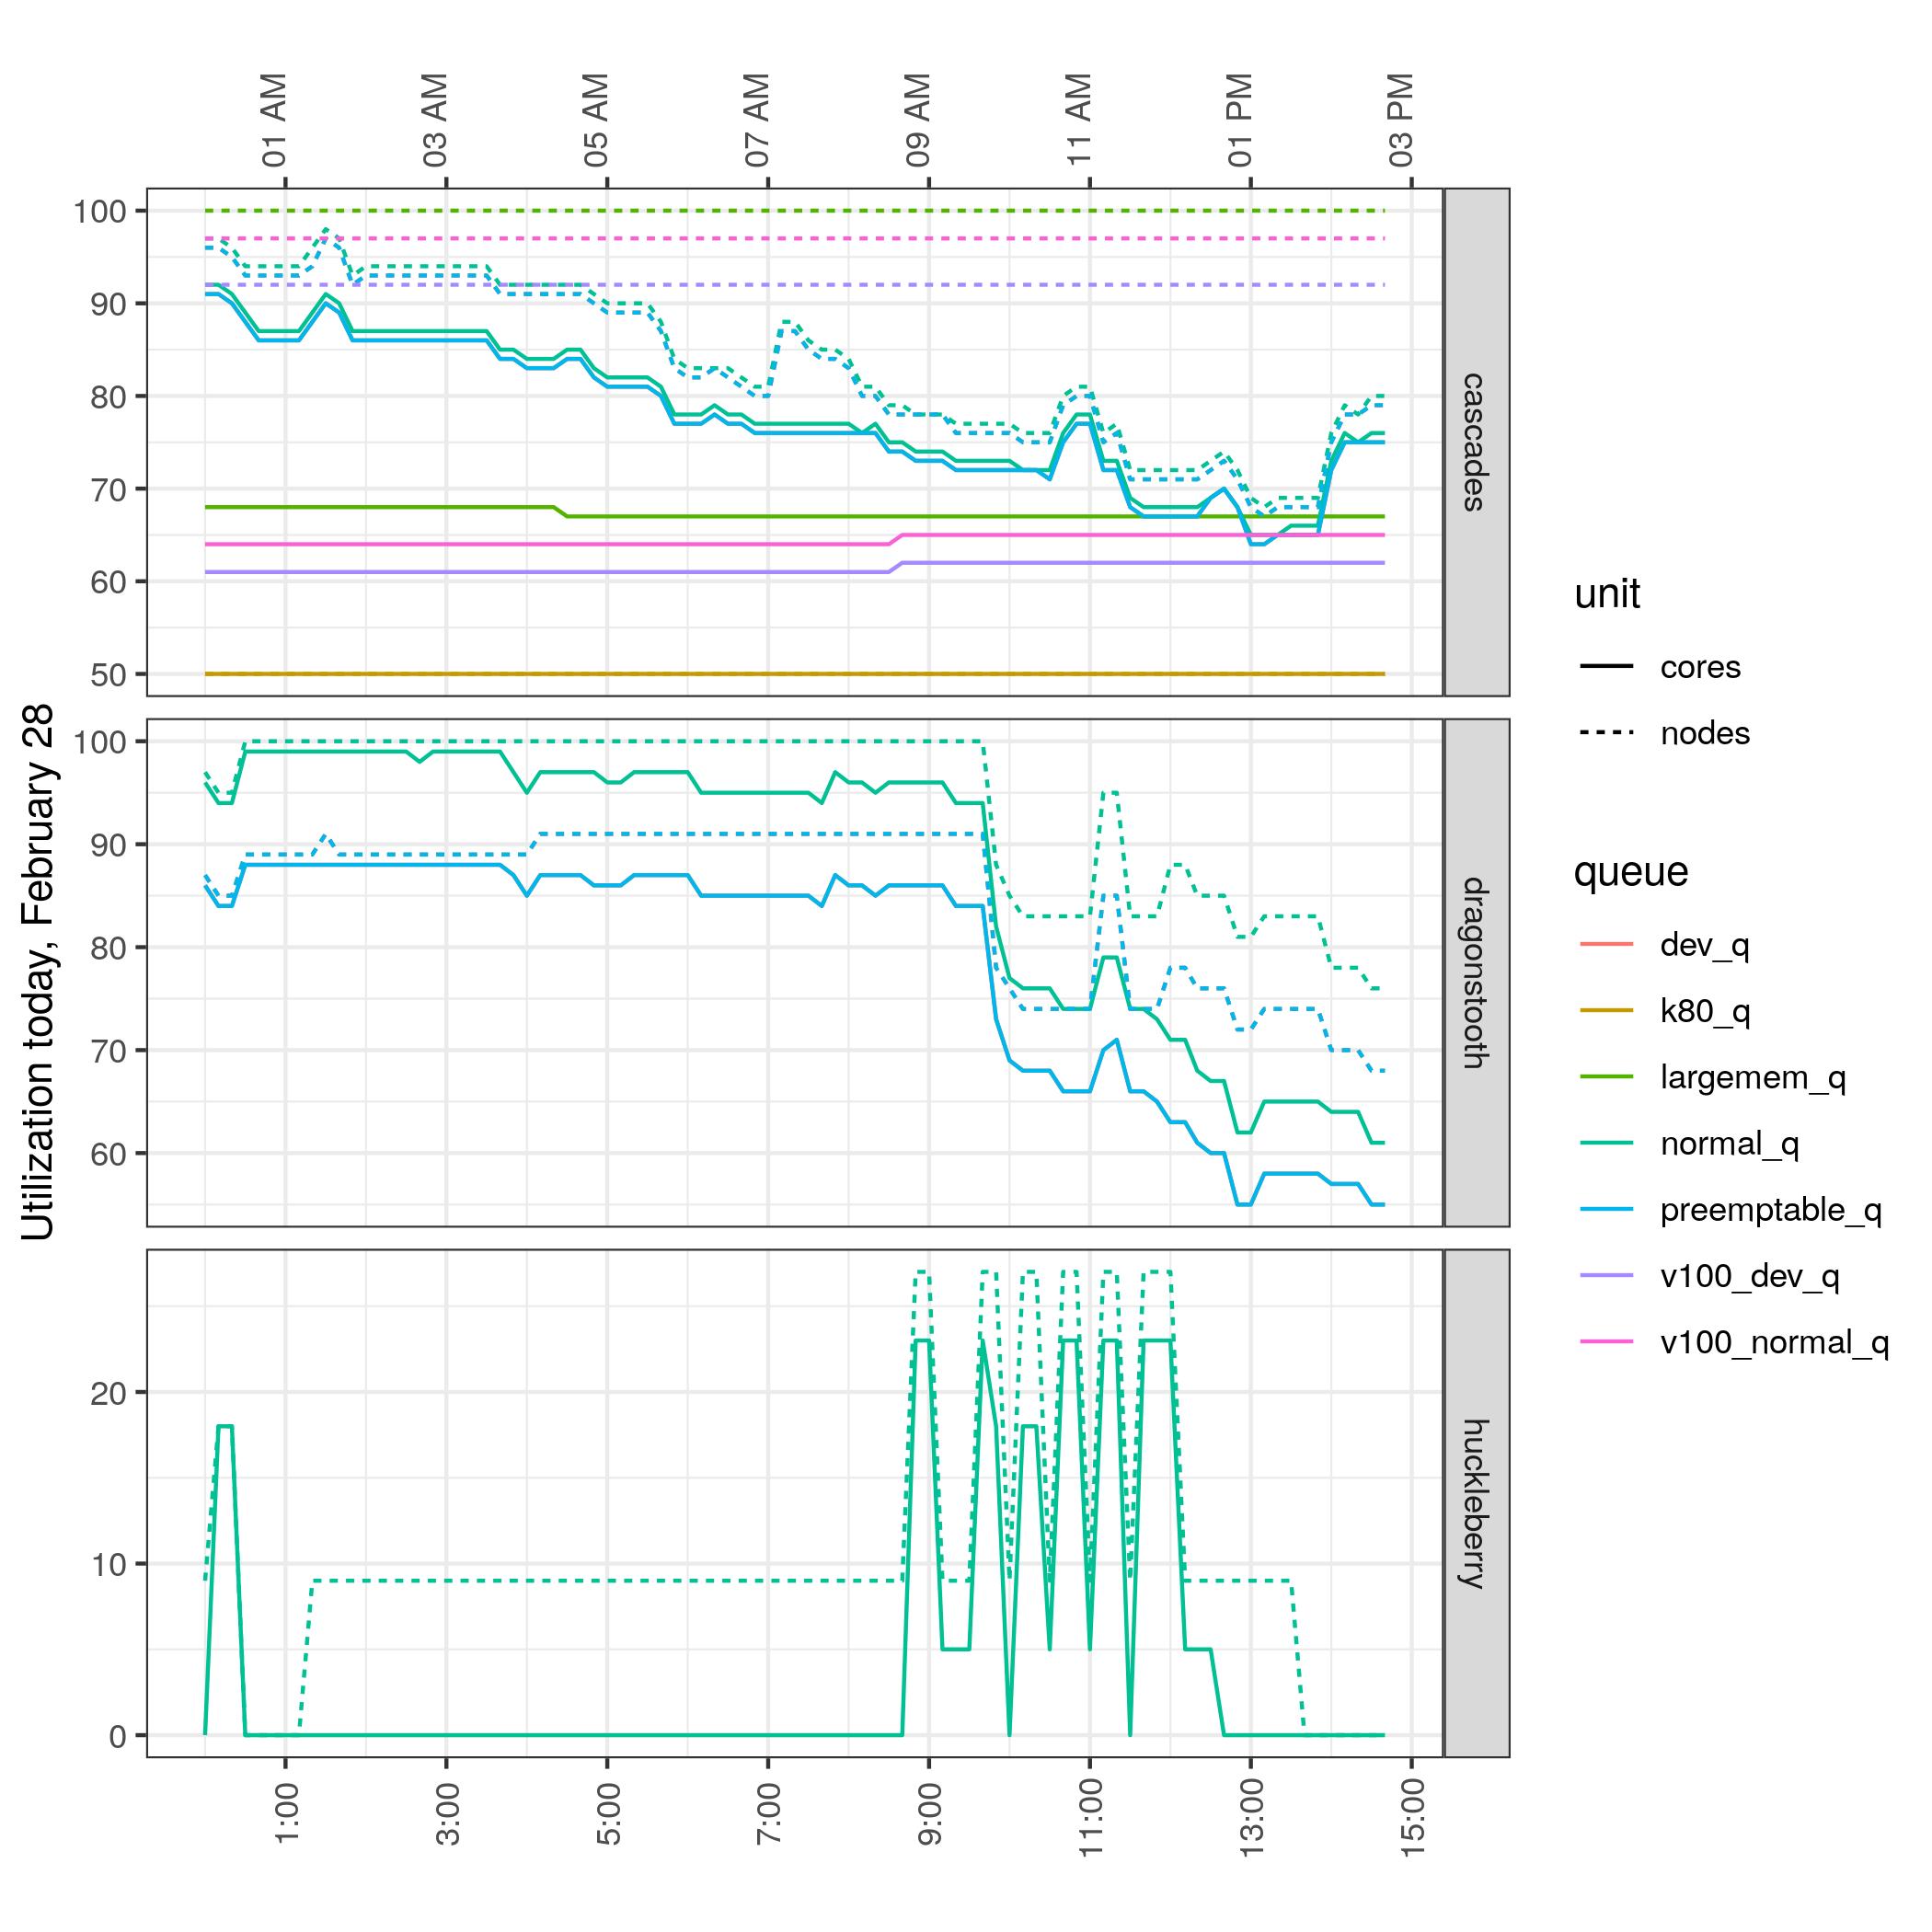 01 AM
03 AM
05 AM
07 AM
09 AM
11 AM
01 PM
03 PM
Utilization today, February 28
100
90
80
70
60
50
cascades
100
90
80
70
60
dragonstooth
20
10
0
huckleberry
1:00
3:00
5:00
7:00
9:00
11:00
13:00
15:00
unit
cores
nodes
queue
dev_q
k80_q
largemem_q
normal_q
preemptable_q
v100_dev_q
v100_normal_q